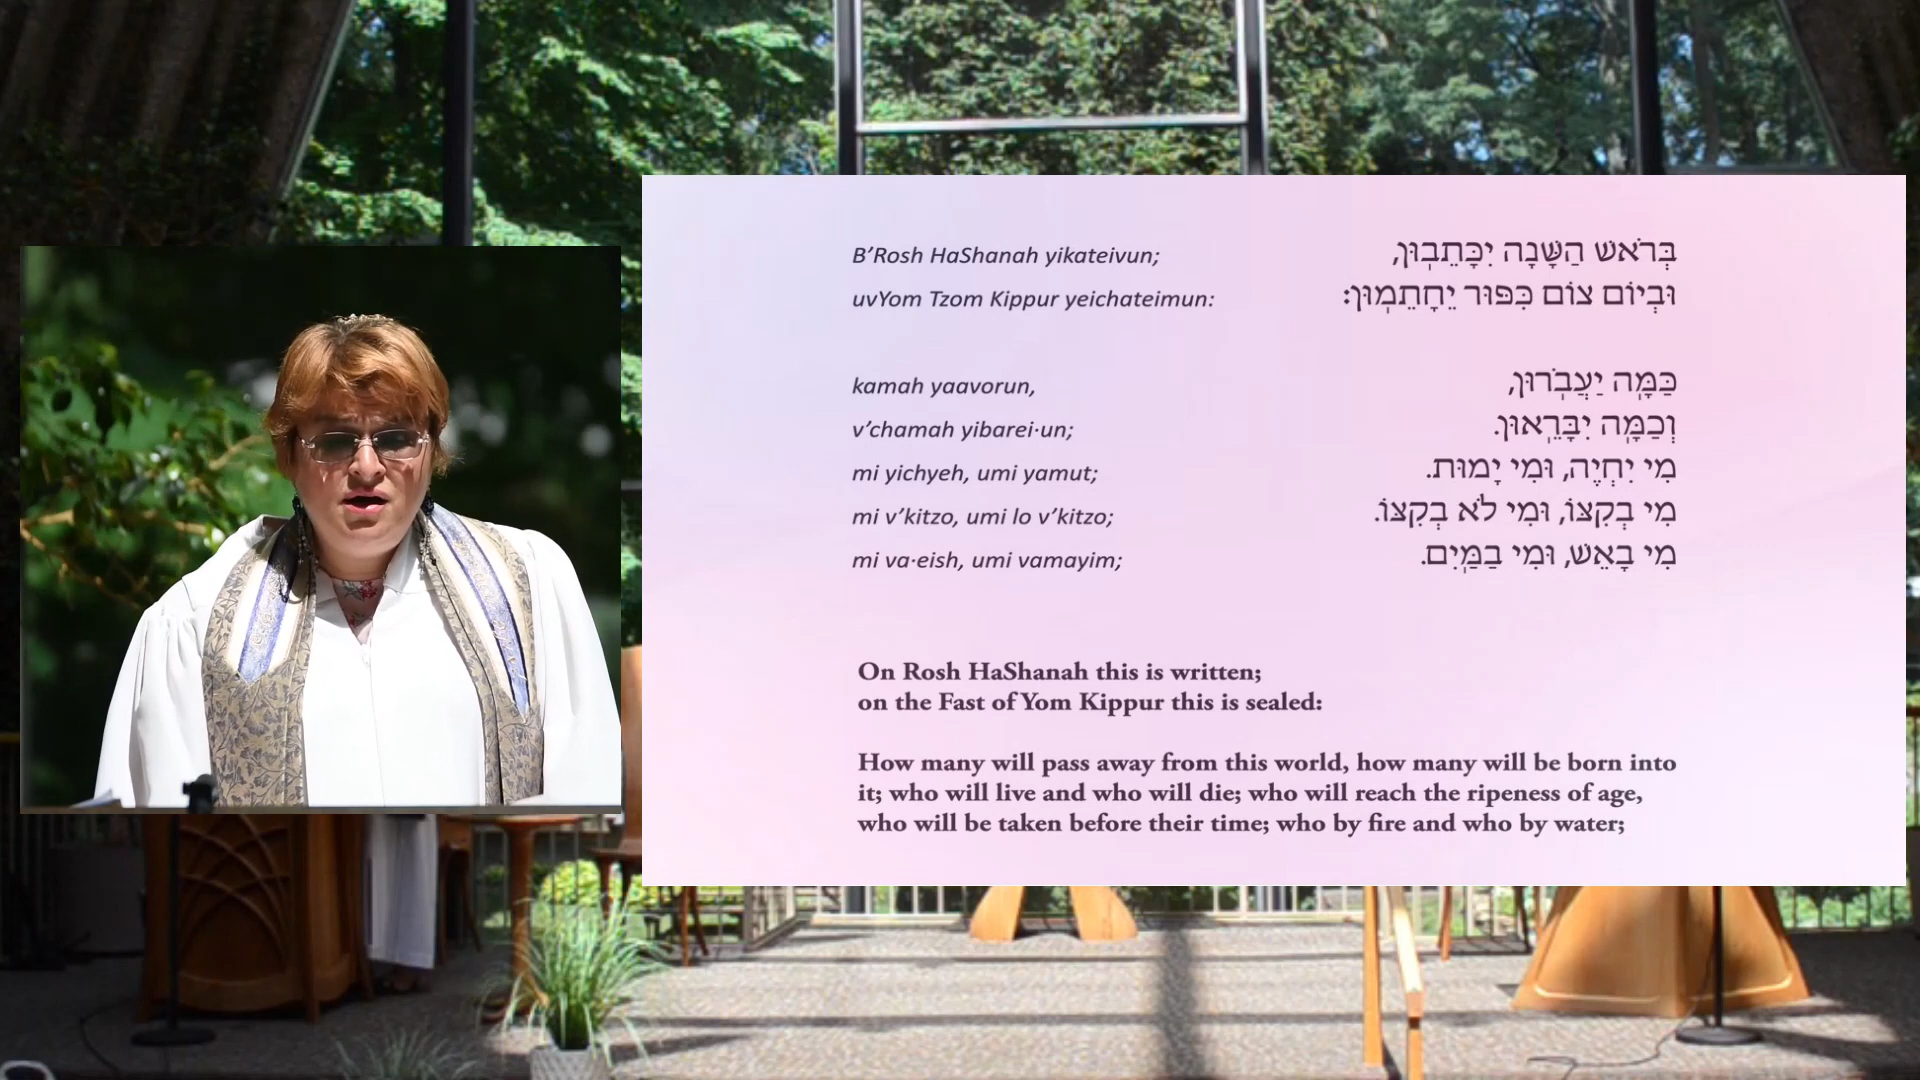 B’Rosh HaShanah yikateivun;
uvYom Tzom Kippur yeichateimun:
kamah yaavorun,
v’chamah yibarei·un;
mi yichyeh, umi yamut;
mi v’kitzo, umi lo v’kitzo;
mi va·eish, umi vamayim;
בְּרֹאשׁ הַשָּׁנָה יִכָּתֵבֽוּן,
וּבְיוֹם צוֹם כִּפּוּר יֵחָתֵמֽוּן:
כַּמָּֽה יַעֲבֹֽרוּן,
וְכַמָּֽה יִבָּרֵֽאוּן.
מִי יִחְיֶה, וּמִי יָמוּת.
מִי בְקִצּוֹ, וּמִי לֹא בְקִצּוֹ.
מִי בָאֵשׁ, וּמִי בַמַּֽיִם.
On Rosh HaShanah this is written;
on the Fast of Yom Kippur this is sealed:
How many will pass away from this world, how many will be born into
it; who will live and who will die; who will reach the ripeness of age,
who will be taken before their time; who by fire and who by water;